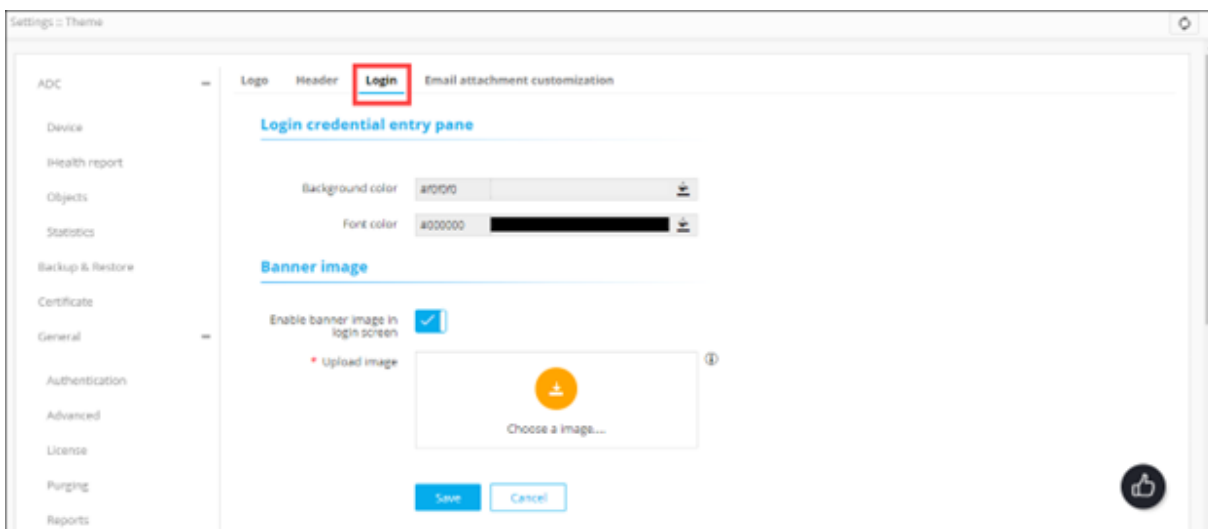 Settings :: Theme
ADC
Logo Header Login Email attachment customization
Login credential entry pane
Device
iHealth report
Background color #f0f0f0
Objects
Font color #000000
Statistics
Backup & Restore
Banner image
Certificate
Enable banner image in
login screen
General
* Upload image
Authentication
Advanced
Choose a image....
License
Purging
Save Cancel
Reports